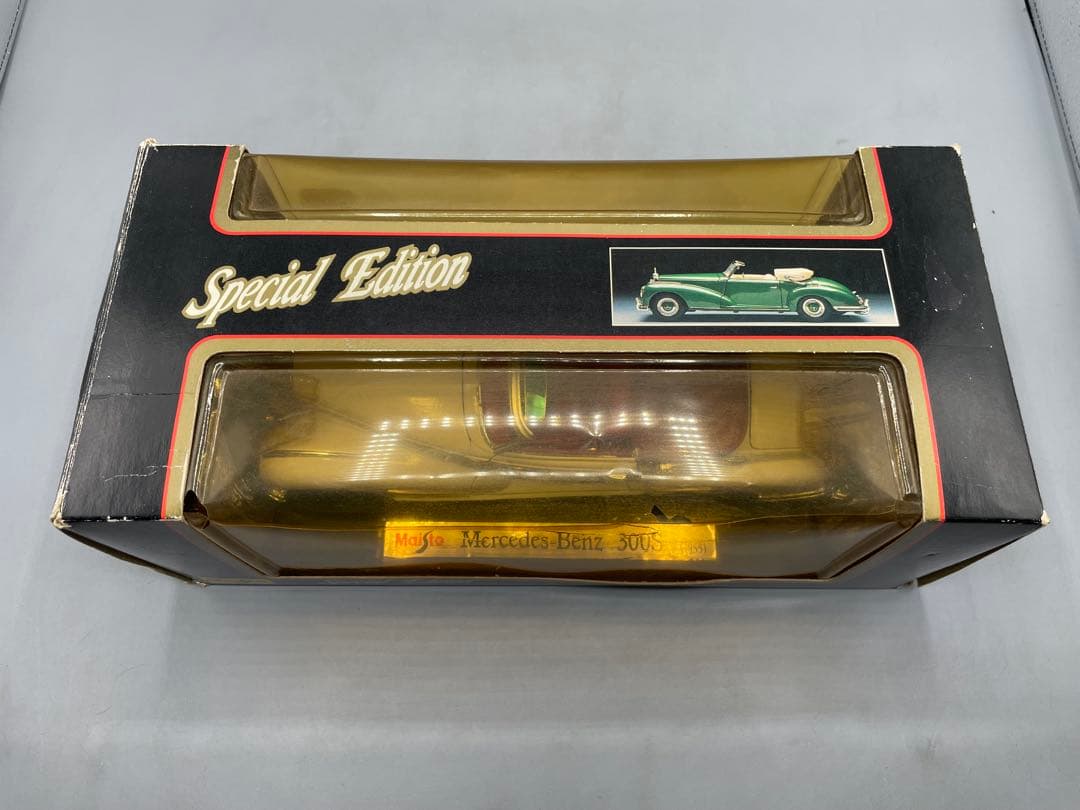 Special Edition
Maisto Mercedes-Benz 300S